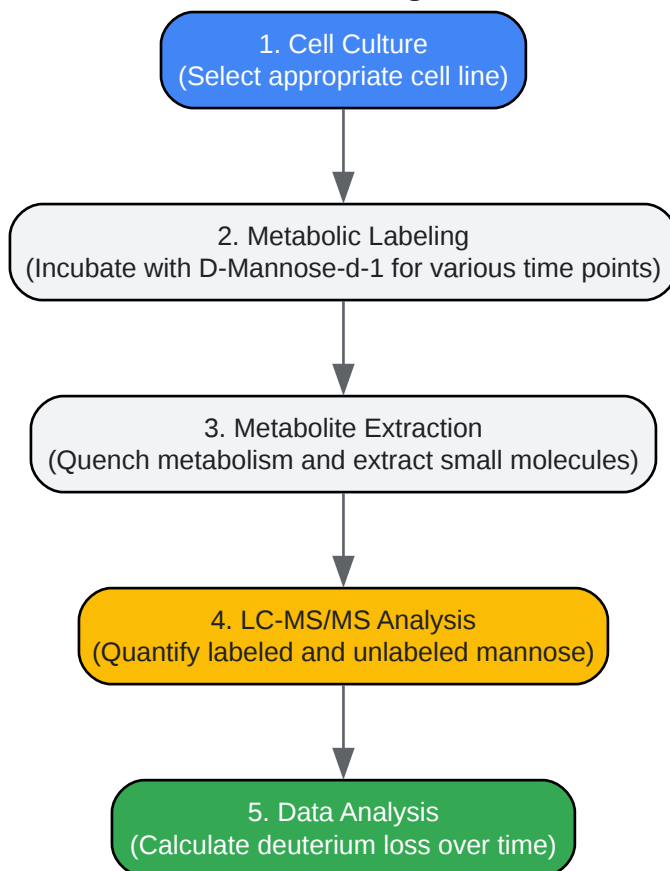 1. Cell Culture
(Select appropriate cell line)
2. Metabolic Labeling
(Incubate with D-Mannose-d-1 for various time points)
3. Metabolite Extraction
(Quench metabolism and extract small molecules)
4. LC-MS/MS Analysis
(Quantify labeled and unlabeled mannose)
5. Data Analysis
(Calculate deuterium loss over time)